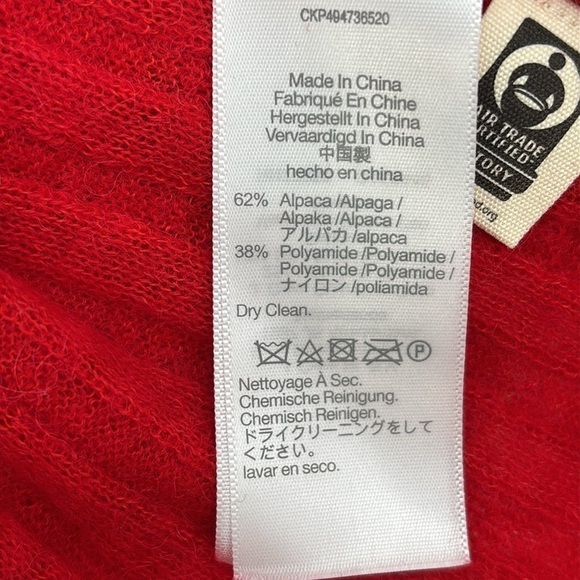 CKP494736520
Made In China
Fabriqué En Chine
Hergestellt In China
Vervaardigd In China
中国製
hecho en china
62% Alpaca /Alpaga /
Alpaka /Alpaca /
アルパカ /alpaca
38% Polyamide /Polyamide /
Polyamide /Polyamide /
ナイロン /poliamida
Dry Clean.
P
Nettoyage À Sec.
Chemische Reinigung.
Chemisch Reinigen.
ドライクリーニングをして
ください。
lavar en seco.
TRADE